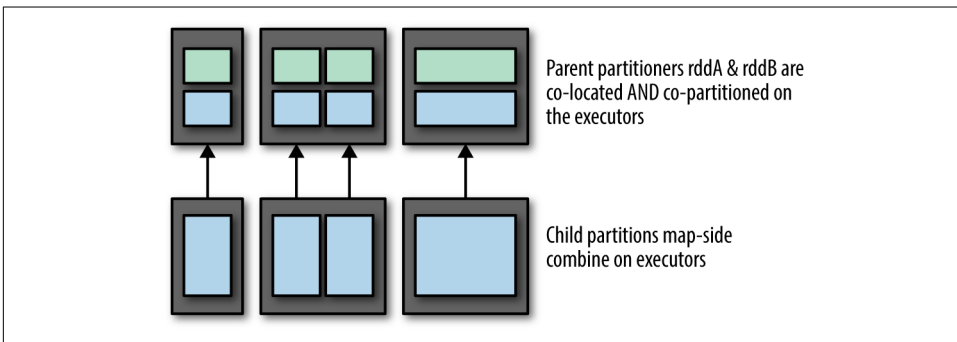 Parent partitioners rddA & rddB are
co-located AND co-partitioned on
the executors
Child partitions map-side
combine on executors